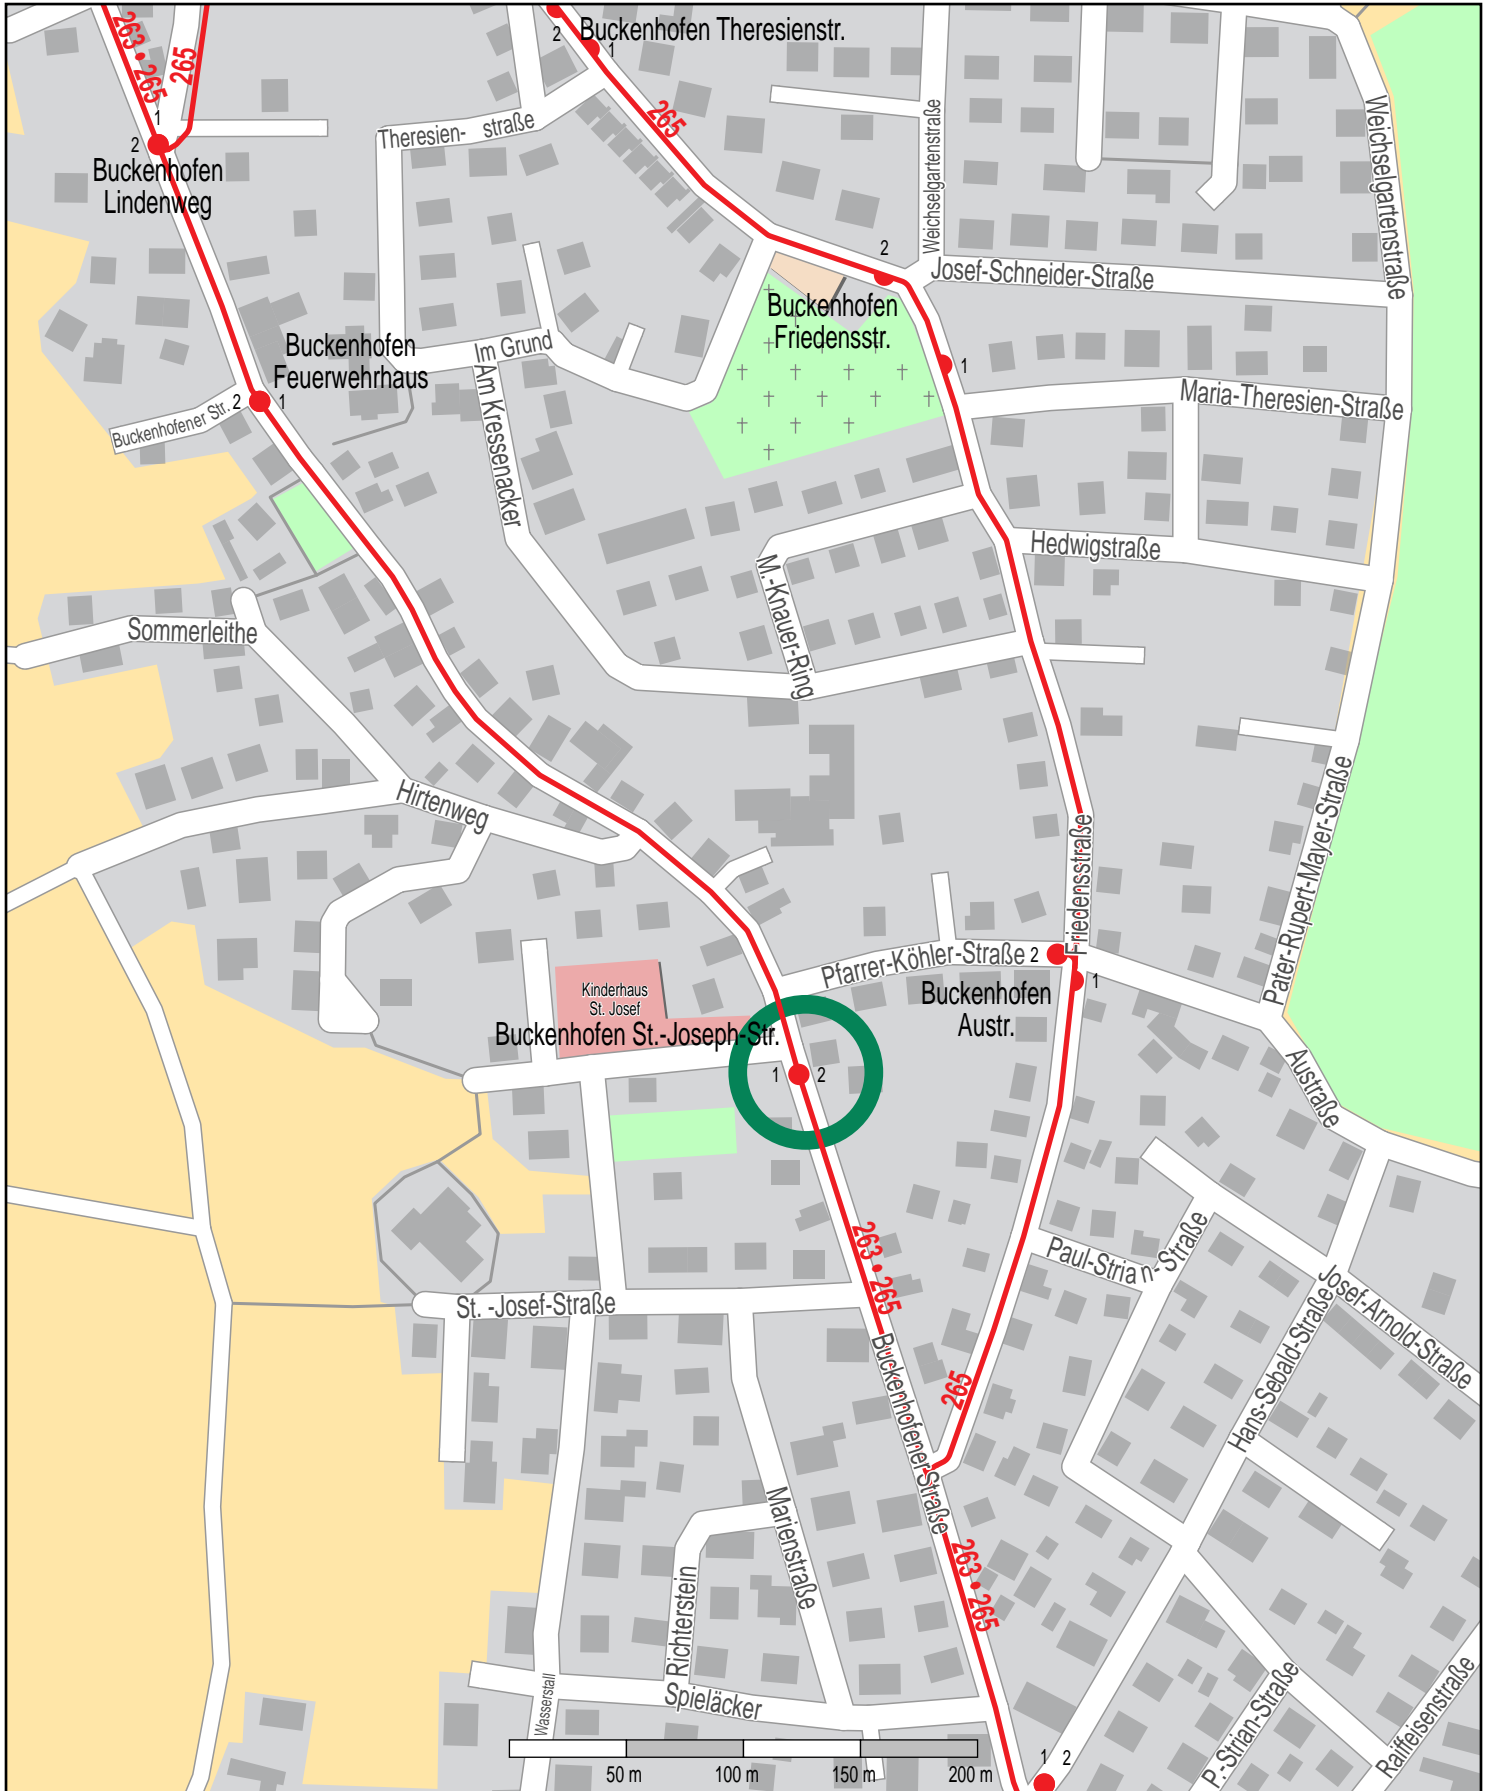 263 • 265
265
2
1
Buckenhofen Theresienstr.
265
1
2
Buckenhofen
Lindenweg
Theresien- straße
Weichselgartenstraße
Weichselgartenstraße
2
Josef-Schneider-Straße
Buckenhofen
Friedensstr.
1
Buckenhofen
Feuerwehrhaus
2
1
Im Grund
Am Kressenacker
Maria-Theresien-Straße
Buckenhofener Str.
Hedwigstraße
M.-Knauer-Ring
Sommerleithe
Hirtenweg
Friedensstraße
Pater-Rupert-Mayer-Straße
Pfarrer-Köhler-Straße
2
1
Buckenhofen
Austr.
Kinderhaus
St. Josef
Buckenhofen St.-Joseph-Str.
1
2
Austraße
263 • 265
Paul-Stria n-Straße
Josef-Arnold-Straße
Hans-Sebald-Straße
St. -Josef-Straße
Buckenhofener Straße
265
Marienstraße
263 • 265
Richterstein
Wasserstall
Spieläcker
P.-Strian-Straße
Raiffeisenstraße
1
2
50 m
100 m
150 m
200 m